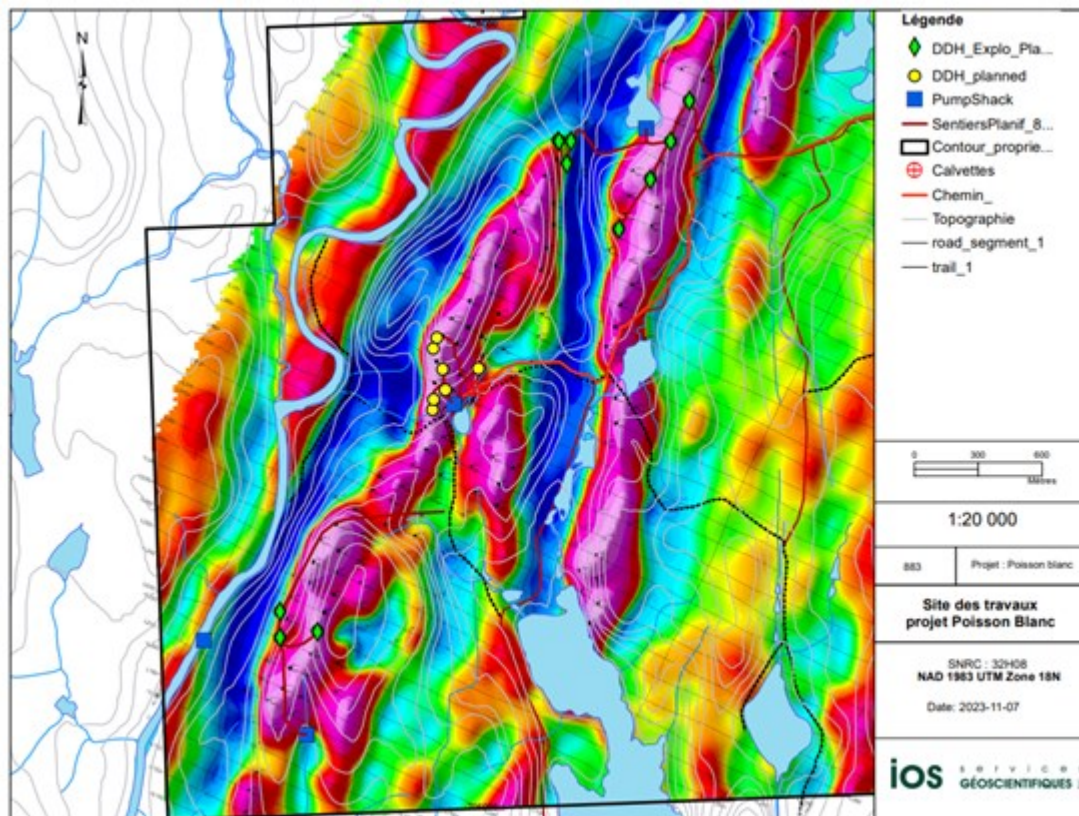 N
Légende
DDH_Explo_Pla...
DDH_planned
PumpShack
SentiersPlanif_8...
Contour_proprie...
Calvettes
Chemin_
Topographie
road_segment_1
trail_1
0 300 600
Mètres
1:20 000
883 Projet : Poisson blanc
Site des travaux
projet Poisson Blanc
SNRC : 32H08
NAD 1983 UTM Zone 18N
Date: 2023-11-07
ios service
GÉOSCIENTIFIQUES